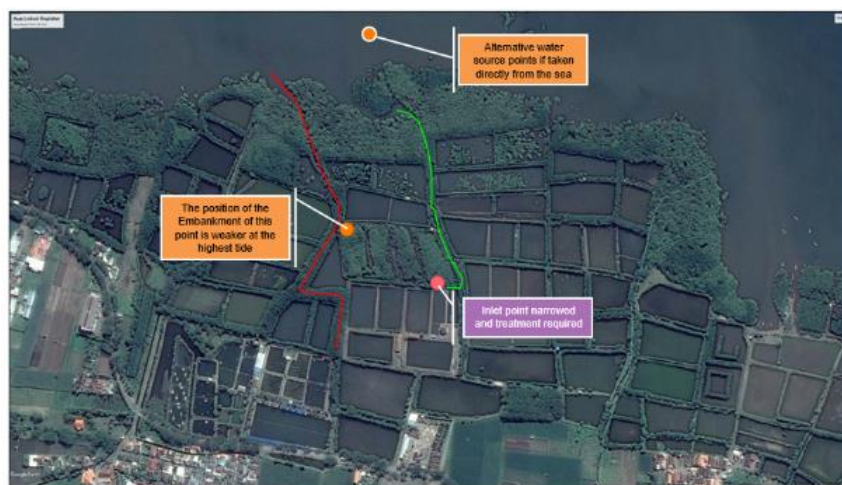 Alternative water
source points if taken
directly from the sea
The position of the
Embankment of this
point is weaker at the
highest tide
Inlet point narrowed
and treatment required